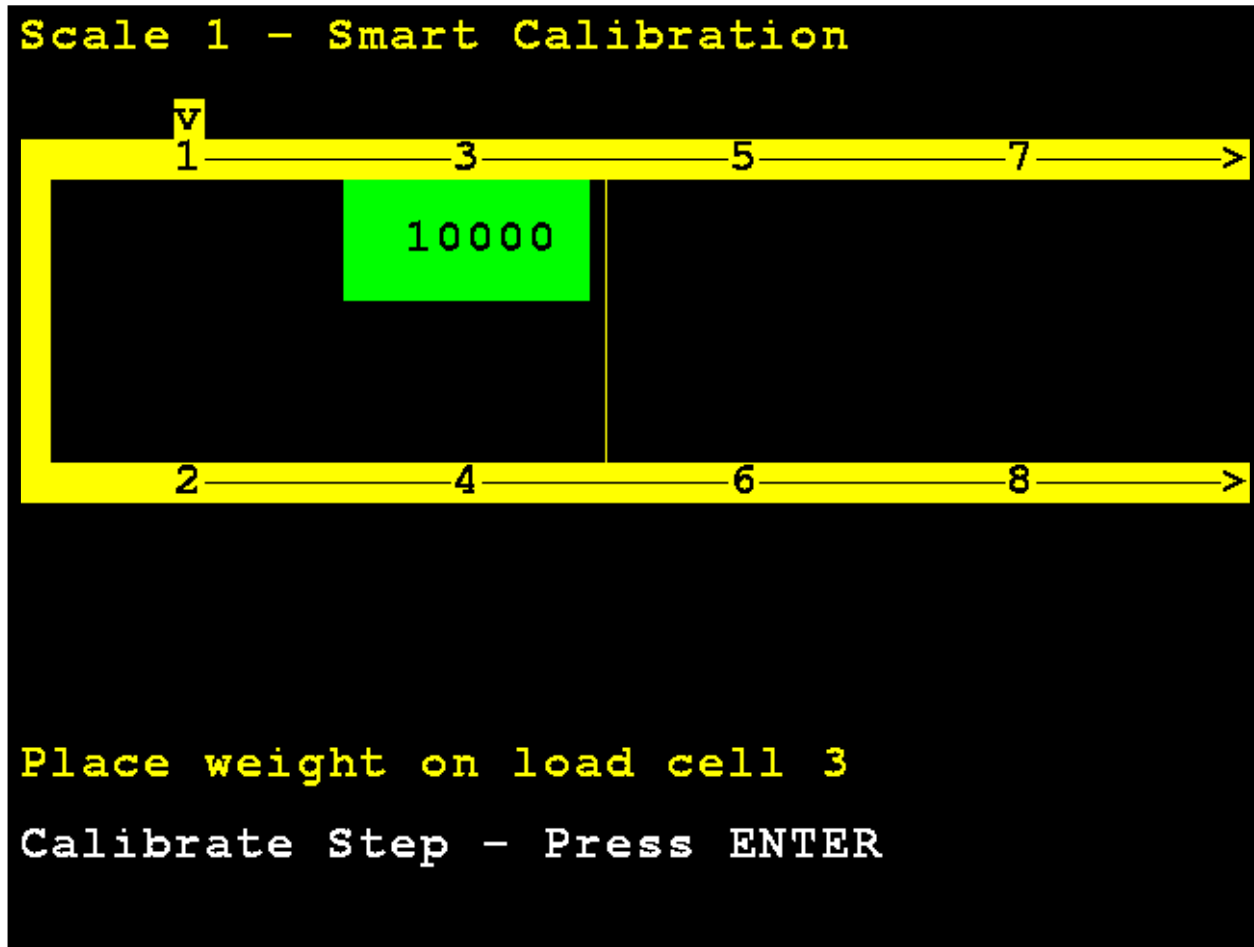 Scale 1 - Smart Calibration
v
1 3 5 7 >
10000
2 4 6 8 >
Place weight on load cell 3
Calibrate Step - Press ENTER